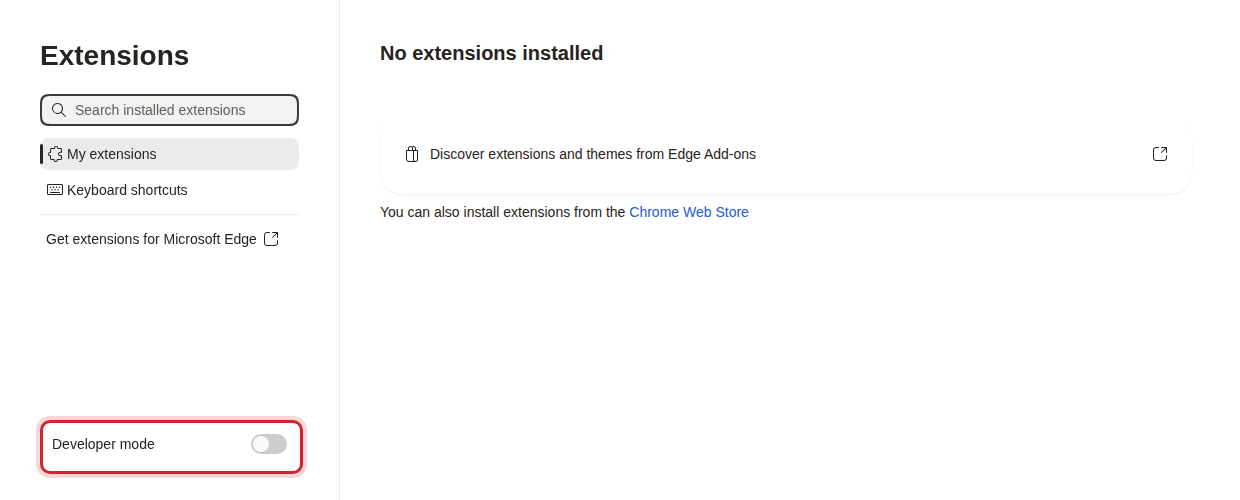 Extensions
Search installed extensions
My extensions
Keyboard shortcuts
Get extensions for Microsoft Edge
Developer mode
No extensions installed
Discover extensions and themes from Edge Add-ons
You can also install extensions from the Chrome Web Store